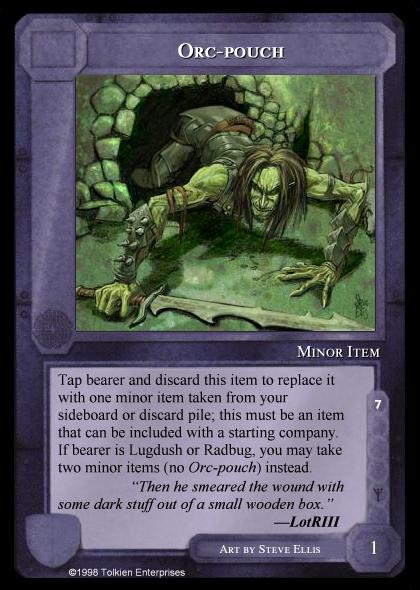 Orc-pouch
Minor Item
Tap bearer and discard this item to replace it
with one minor item taken from your
sideboard or discard pile; this must be an item
that can be included with a starting company.
If bearer is Lugdush or Radbug, you may take
two minor items (no Orc-pouch) instead.
"Then he smeared the wound with
some dark stuff out of a small wooden box."
—LotRIII
7
Art by Steve Ellis
1
©1998 Tolkien Enterprises